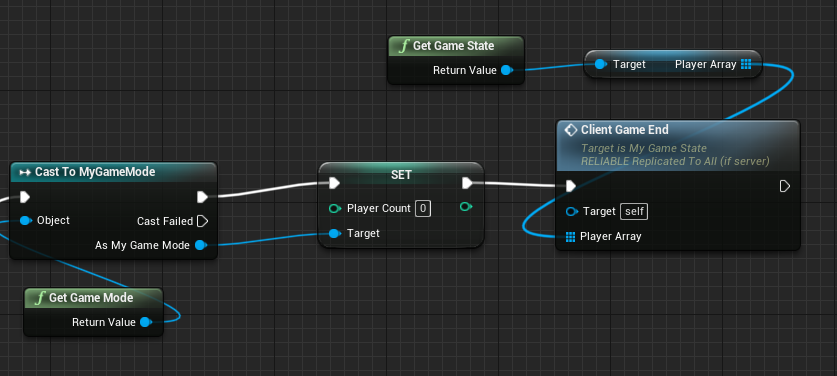 Get Game State
Return Value
Target Player Array
Client Game End
Target is My Game State
RELIABLE Replicated To All (if server)
Target self
Player Array
Cast To MyGameMode
Object Cast Failed
As My Game Mode
SET
Player Count 0
Target
Get Game Mode
Return Value